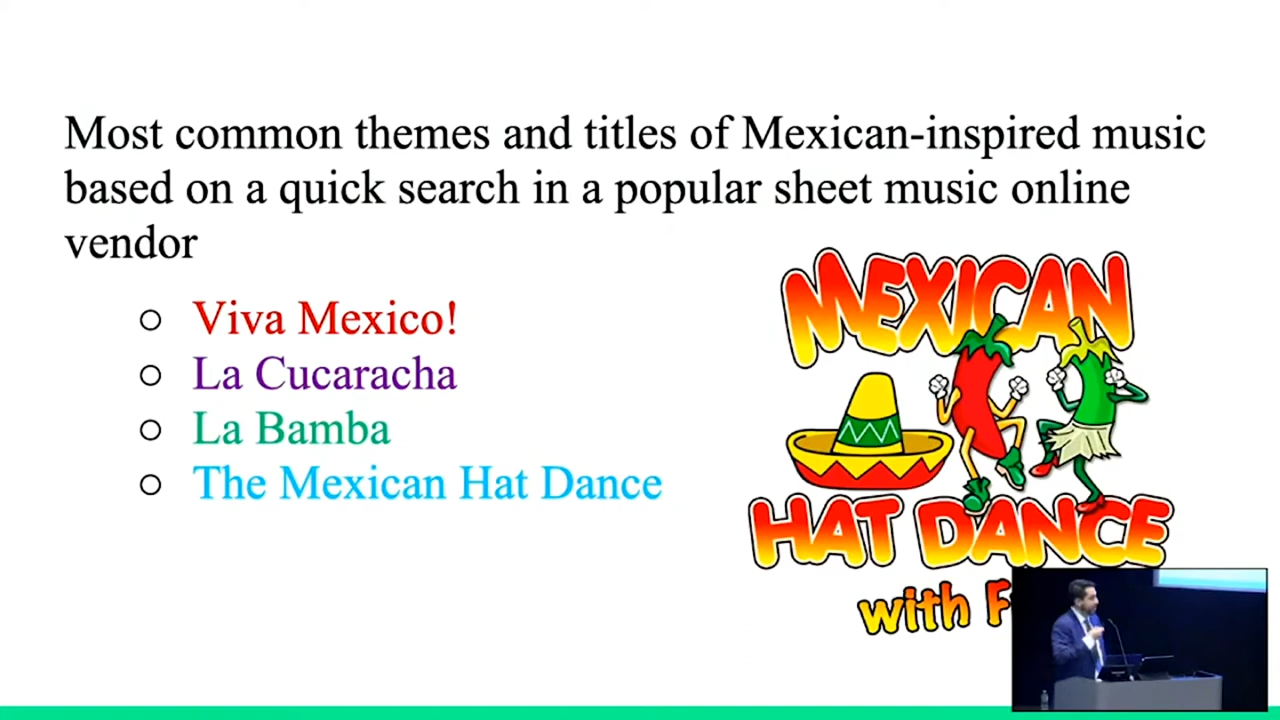 Most common themes and titles of Mexican-inspired music
based on a quick search in a popular sheet music online
vendor
Viva Mexico!
La Cucaracha
La Bamba
The Mexican Hat Dance
MEXICAN
HAT DANCE
with